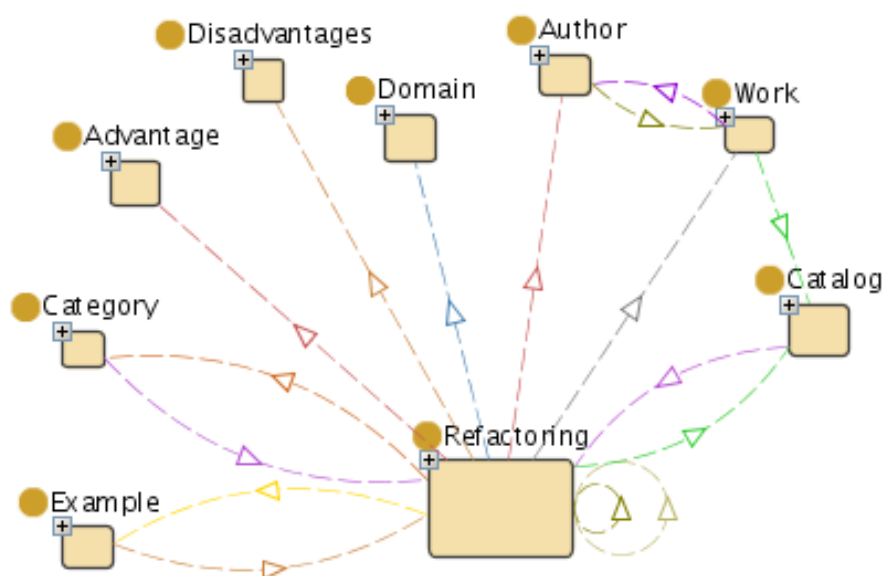 Disadvantages
Author
Domain
Work
Advantage
Catalog
Category
Refactoring
Example